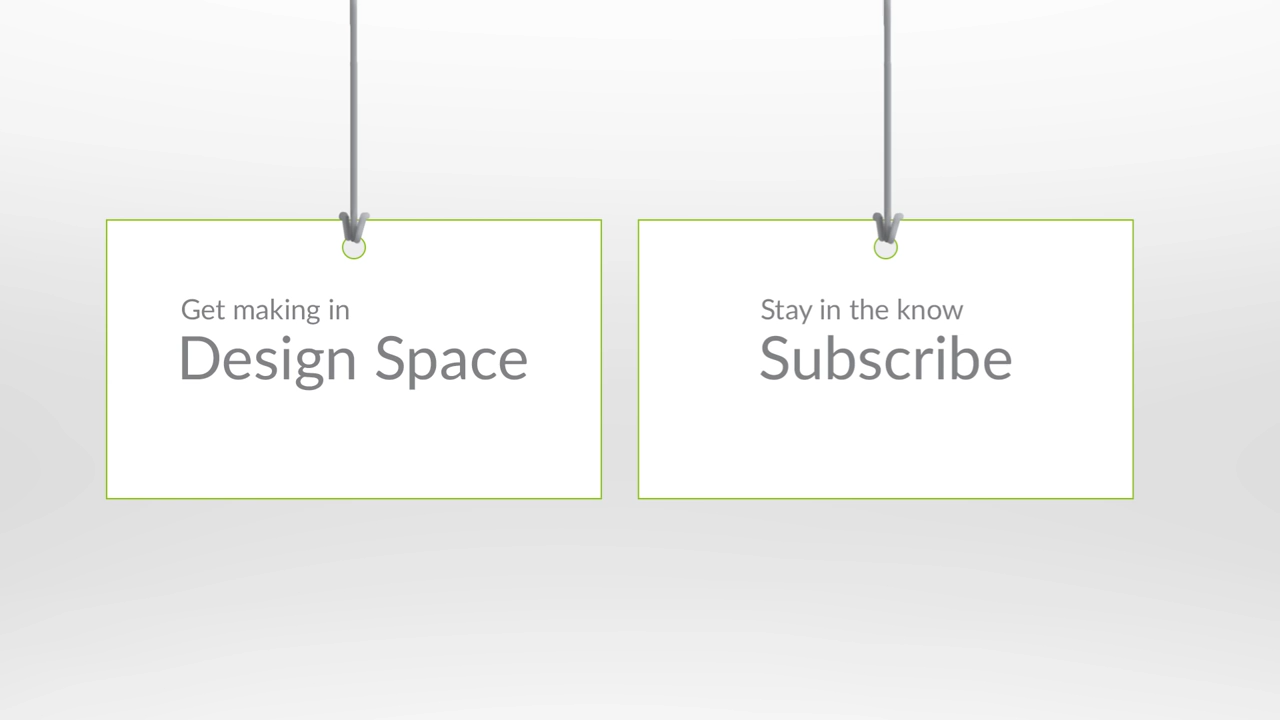 Get making in
Design Space
Stay in the know
Subscribe